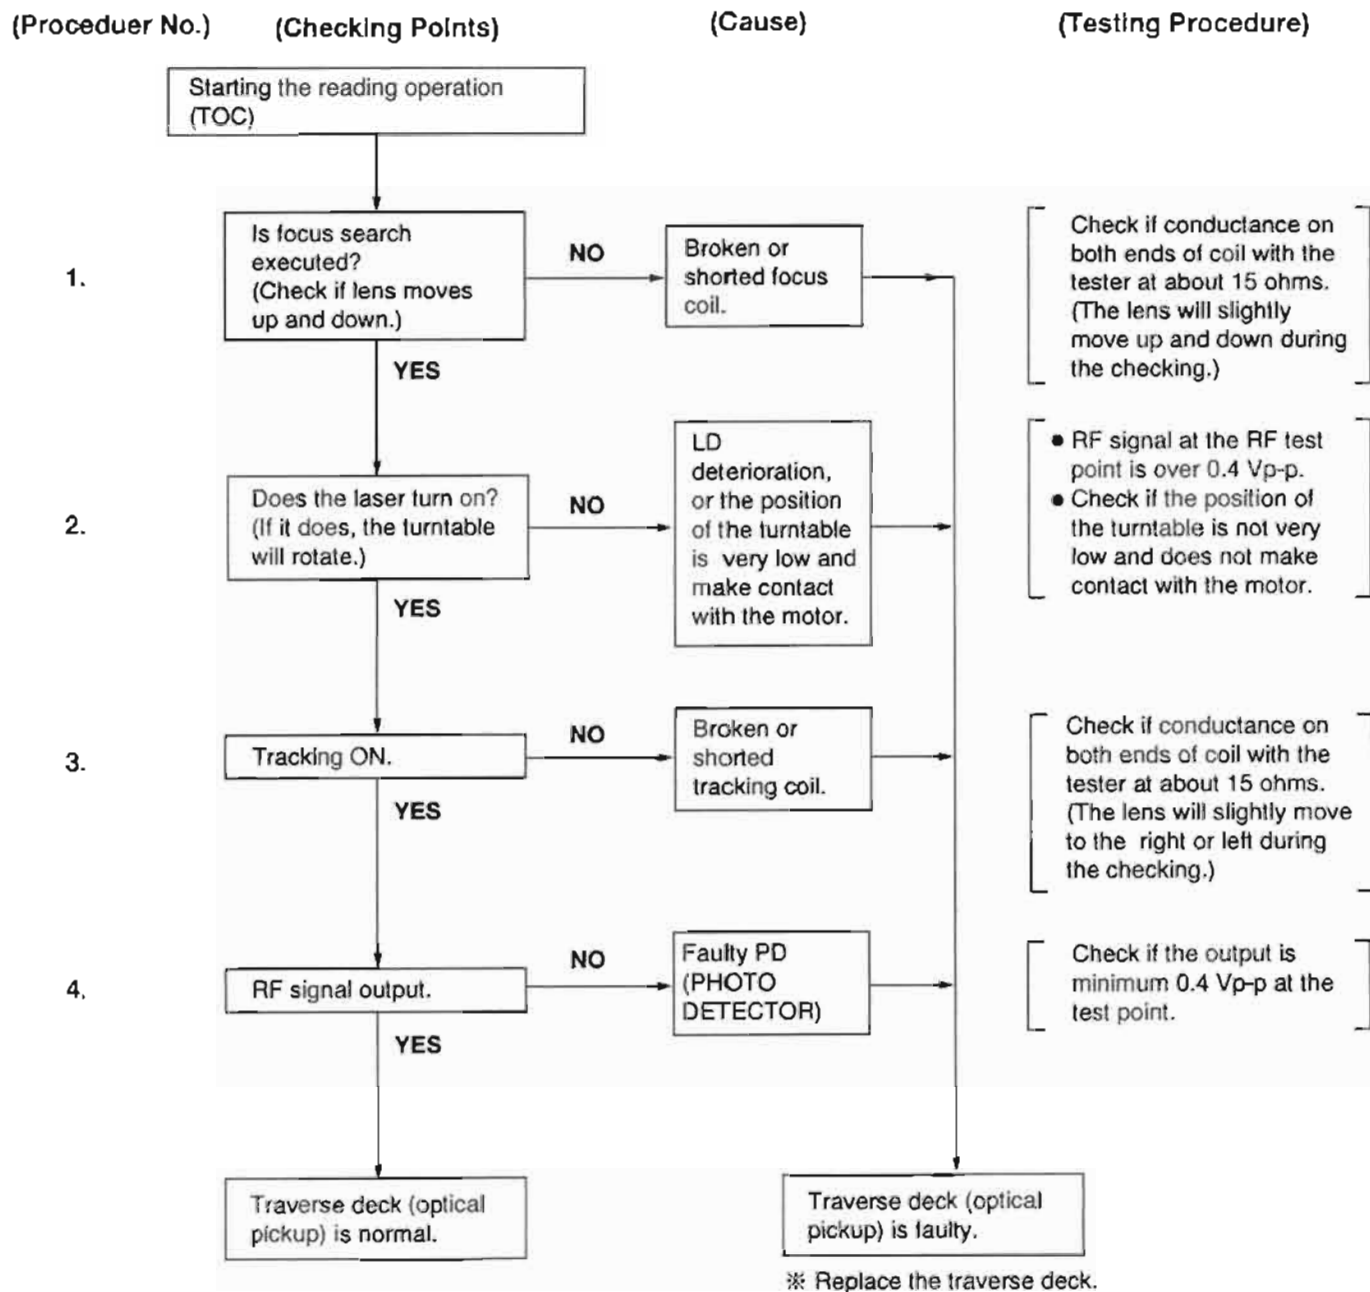 (Proceduer No.)
(Checking Points)
(Cause)
(Testing Procedure)
Starting the reading operation
(TOC)
1.
Is focus search
executed?
(Check if lens moves
up and down.)
NO
Broken or
shorted focus
coil.
Check if conductance on
both ends of coil with the
tester at about 15 ohms.
(The lens will slightly
move up and down during
the checking.)
YES
2.
Does the laser turn on?
(If it does, the turntable
will rotate.)
NO
LD
deterioration,
or the position
of the turntable
is very low and
make contact
with the motor.
● RF signal at the RF test
point is over 0.4 Vp-p.
● Check if the position of
the turntable is not very
low and does not make
contact with the motor.
YES
3.
Tracking ON.
NO
Broken or
shorted
tracking coil.
Check if conductance on
both ends of coil with the
tester at about 15 ohms.
(The lens will slightly move
to the right or left during
the checking.)
YES
4.
RF signal output.
NO
Faulty PD
(PHOTO
DETECTOR)
Check if the output is
minimum 0.4 Vp-p at the
test point.
YES
Traverse deck (optical
pickup) is normal.
Traverse deck (optical
pickup) is faulty.
※ Replace the traverse deck.